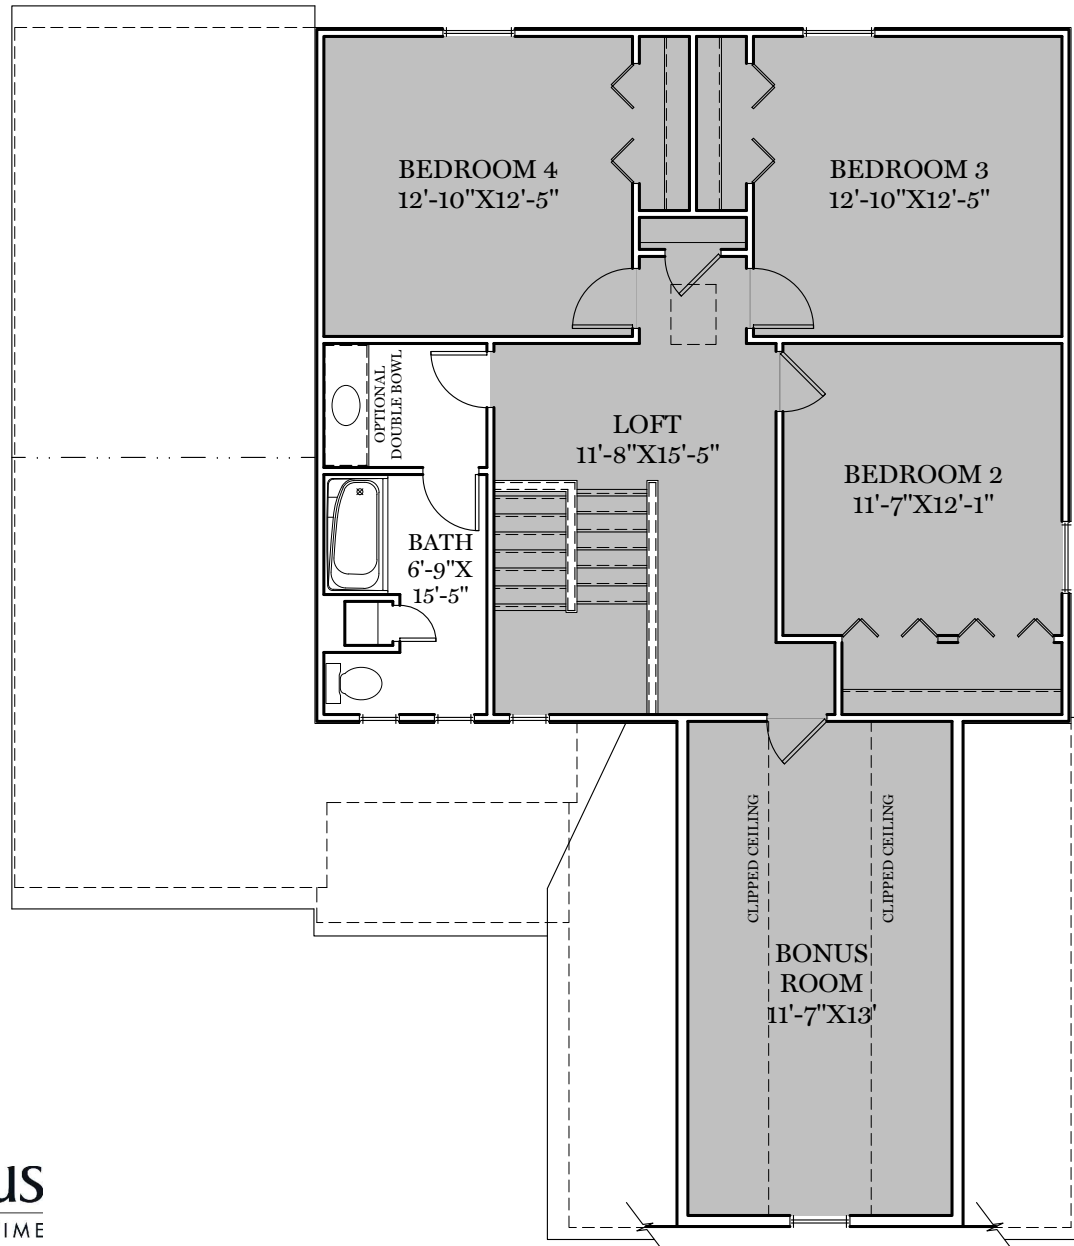 BEDROOM 4
12'-10"X12'-5"
BEDROOM 3
12'-10"X12'-5"
OPTIONAL
DOUBLE BOWL
LOFT
11'-8"X15'-5"
BEDROOM 2
11'-7"X12'-1"
BATH
6'-9"X
15'-5"
CLIPPED CEILING
CLIPPED CEILING
BONUS
ROOM
11'-7"X13'
us
IME